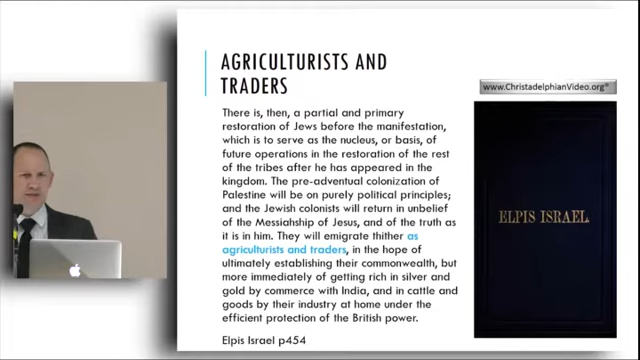 AGRICULTURISTS AND
TRADERS
There is, then, a partial and primary
restoration of Jews before the manifestation,
which is to serve as the nucleus, or basis, of
future operations in the restoration of the rest
of the tribes after he has appeared in the
kingdom. The pre-adventual colonization of
Palestine will be on purely political principles;
and the Jewish colonists will return in unbelief
of the Messiahship of Jesus, and of the truth as
it is in him. They will emigrate thither as
agriculturists and traders, in the hope of
ultimately establishing their commonwealth, but
more immediately of getting rich in silver and
gold by commerce with India, and in cattle and
goods by their industry at home under the
efficient protection of the British power.
Elpis Israel p454
www.ChristadelphianVideo.org®
ELPIS ISRAEL